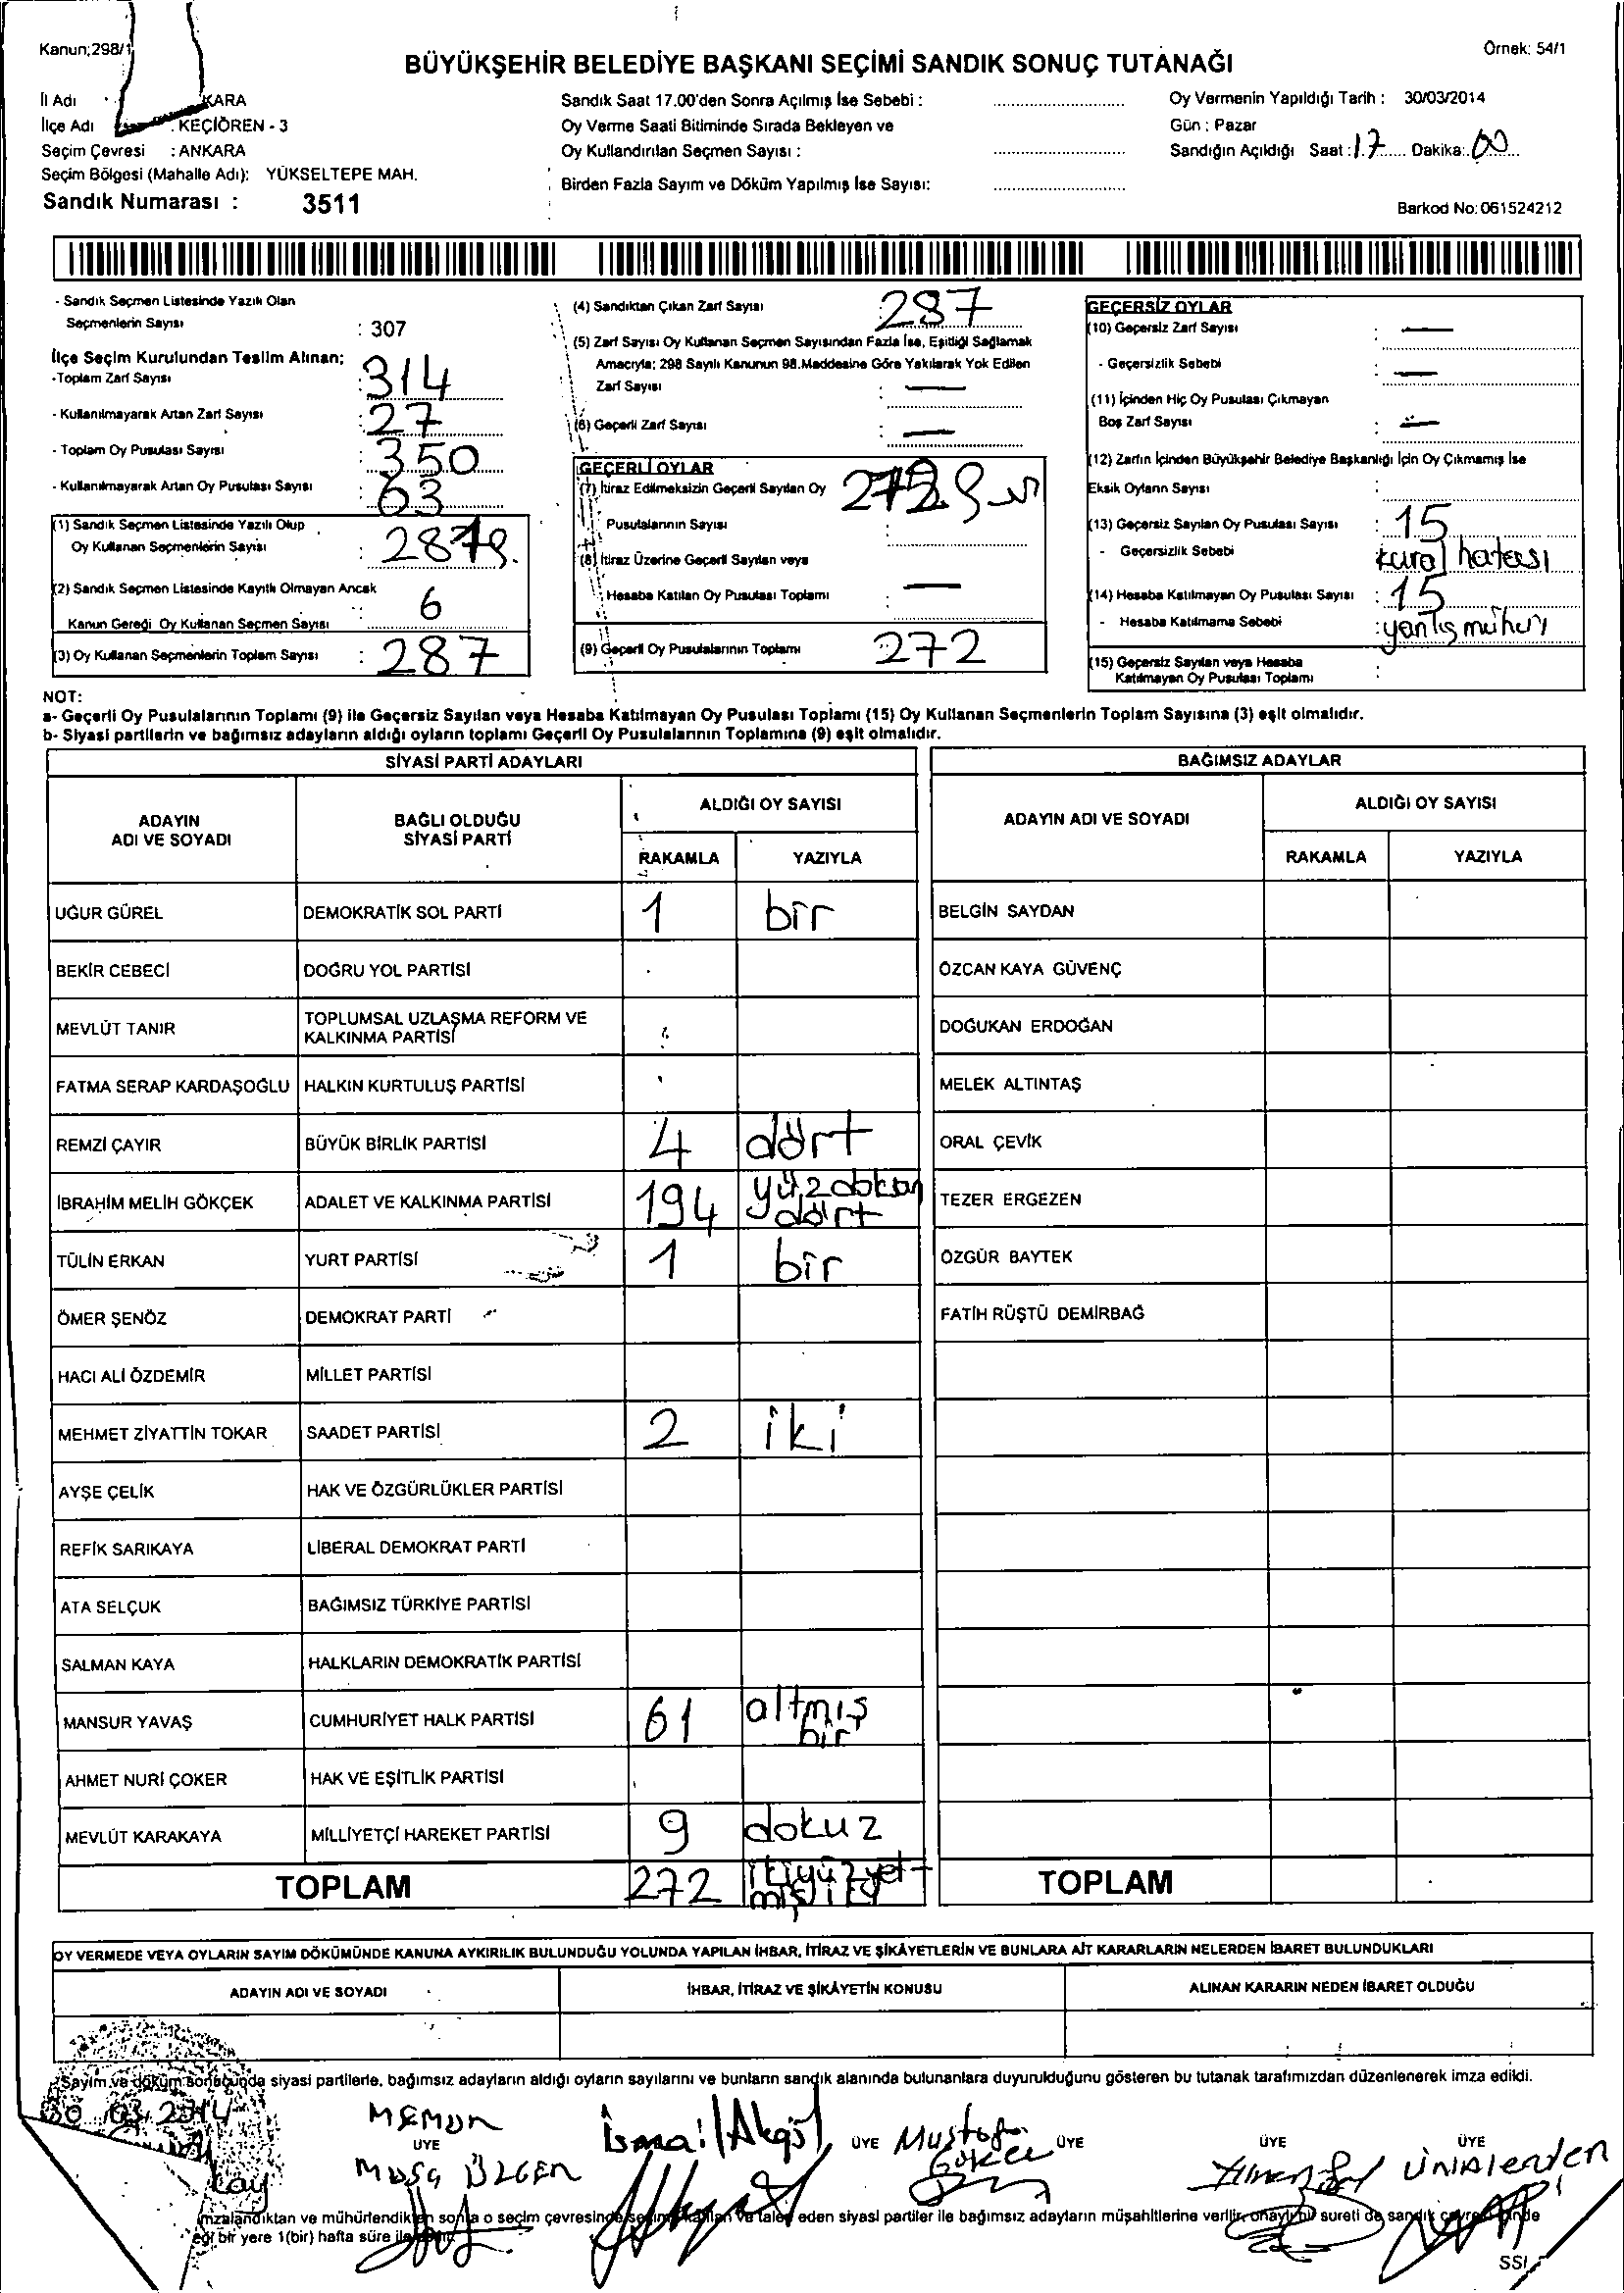 Kanun;298/1
Örnek: 54/1
BÜYÜKŞEHİR BELEDİYE BAŞKANI SEÇİMİ SANDIK SONUÇ TUTANAĞI
İl Adı KARA
İlçe Adı : KEÇİÖREN - 3
Seçim Çevresi : ANKARA
Seçim Bölgesi (Mahalle Adı): YÜKSELTEPE MAH.
Sandık Numarası : 3511
Sandık Saat 17.00'den Sonra Açılmış İse Sebebi :
Oy Verme Saati Bitiminde Sırada Bekleyen ve
Oy Kullandırılan Seçmen Sayısı :
Birden Fazla Sayım ve Döküm Yapılmış İse Sayısı:
Oy Vermenin Yapıldığı Tarih : 30/03/2014
Gün : Pazar
Sandığın Açıldığı Saat : 17 Dakika: 00
Barkod No:061524212
- Sandık Seçmen Listesinde Yazılı Olan
Seçmenlerin Sayısı : 307
İlçe Seçim Kurulundan Teslim Alınan;
-Toplam Zarf Sayısı : 314
- Kullanılmayarak Artan Zarf Sayısı : 27
- Toplam Oy Pusulası Sayısı : 350
- Kullanılmayarak Artan Oy Pusulası Sayısı : 63
(1) Sandık Seçmen Listesinde Yazılı Olup
Oy Kullanan Seçmenlerin Sayısı :
(2) Sandık Seçmen Listesinde Kayıtlı Olmayan Ancak
Kanun Gereği Oy Kullanan Seçmen Sayısı : 6
(3) Oy Kullanan Seçmenlerin Toplam Sayısı : 287
(4) Sandıktan Çıkan Zarf Sayısı 287
(5) Zarf Sayısı Oy Kullanan Seçmen Sayısından Fazla İse, Eşitliği Sağlamak
Amacıyla; 298 Sayılı Kanunun 98.Maddesine Göre Yakılarak Yok Edilen
Zarf Sayısı : —
(6) Geçerli Zarf Sayısı : —
GEÇERLİ OYLAR
(7) İtiraz Edilmeksizin Geçerli Sayılan Oy
Pusulalarının Sayısı :
(8) İtiraz Üzerine Geçerli Sayılan veya
Hesaba Katılan Oy Pusulası Toplamı : —
(9) Geçerli Oy Pusulalarının Toplamı 272
GEÇERSİZ OYLAR
(10) Geçersiz Zarf Sayısı : —
- Geçersizlik Sebebi : —
(11) İçinden Hiç Oy Pusulası Çıkmayan
Boş Zarf Sayısı : —
(12) Zarfın İçinden Büyükşehir Belediye Başkanlığı İçin Oy Çıkmamış İse
Eksik Oyların Sayısı :
(13) Geçersiz Sayılan Oy Pusulası Sayısı : 15
- Geçersizlik Sebebi kural hatası
(14) Hesaba Katılmayan Oy Pusulası Sayısı : 15
- Hesaba Katılmama Sebebi : yanlış mühür
(15) Geçersiz Sayılan veya Hesaba
Katılmayan Oy Pusulası Toplamı :
NOT:
a- Geçerli Oy Pusulalarının Toplamı (9) ile Geçersiz Sayılan veya Hesaba Katılmayan Oy Pusulası Toplamı (15) Oy Kullanan Seçmenlerin Toplam Sayısına (3) eşit olmalıdır.
b- Siyasi partilerin ve bağımsız adayların aldığı oyların toplamı Geçerli Oy Pusulalarının Toplamına (9) eşit olmalıdır.
SİYASİ PARTİ ADAYLARI
ADAYIN ADI VE SOYADI
BAĞLI OLDUĞU SİYASİ PARTİ
ALDIĞI OY SAYISI
RAKAMLA YAZIYLA
UĞUR GÜREL DEMOKRATİK SOL PARTİ 1 bir
BEKİR CEBECİ DOĞRU YOL PARTİSİ
MEVLÜT TANIR TOPLUMSAL UZLAŞMA REFORM VE
KALKINMA PARTİSİ
FATMA SERAP KARDAŞOĞLU HALKIN KURTULUŞ PARTİSİ
REMZİ ÇAYIR BÜYÜK BİRLİK PARTİSİ 4 dört
İBRAHİM MELİH GÖKÇEK ADALET VE KALKINMA PARTİSİ 194 yüzdoksan
dört
TÜLİN ERKAN YURT PARTİSİ 1 bir
ÖMER ŞENÖZ DEMOKRAT PARTİ
HACI ALİ ÖZDEMİR MİLLET PARTİSİ
MEHMET ZİYATTİN TOKAR SAADET PARTİSİ 2 iki
AYŞE ÇELİK HAK VE ÖZGÜRLÜKLER PARTİSİ
REFİK SARIKAYA LİBERAL DEMOKRAT PARTİ
ATA SELÇUK BAĞIMSIZ TÜRKİYE PARTİSİ
SALMAN KAYA HALKLARIN DEMOKRATİK PARTİSİ
MANSUR YAVAŞ CUMHURİYET HALK PARTİSİ 61 altmış
bir
AHMET NURİ ÇOKER HAK VE EŞİTLİK PARTİSİ
MEVLÜT KARAKAYA MİLLİYETÇİ HAREKET PARTİSİ 9 dokuz
TOPLAM 272 ikiyüzyet-
miş iki
BAĞIMSIZ ADAYLAR
ADAYIN ADI VE SOYADI
ALDIĞI OY SAYISI
RAKAMLA YAZIYLA
BELGİN SAYDAN
ÖZCAN KAYA GÜVENÇ
DOĞUKAN ERDOĞAN
MELEK ALTINTAŞ
ORAL ÇEVİK
TEZER ERGEZEN
ÖZGÜR BAYTEK
FATİH RÜŞTÜ DEMİRBAĞ
TOPLAM
OY VERMEDE VEYA OYLARIN SAYIM DÖKÜMÜNDE KANUNA AYKIRILIK BULUNDUĞU YOLUNDA YAPILAN İHBAR, İTİRAZ VE ŞİKÂYETLERİN VE BUNLARA AİT KARARLARIN NELERDEN İBARET BULUNDUKLARI
ADAYIN ADI VE SOYADI İHBAR, İTİRAZ VE ŞİKÂYETİN KONUSU ALINAN KARARIN NEDEN İBARET OLDUĞU
Sayım ve döküm sonucunda siyasi partilerle, bağımsız adayların aldığı oyların sayılarını ve bunların sandık alanında bulunanlara duyurulduğunu gösteren bu tutanak tarafımızdan düzenlenerek imza edildi.
MEMUR
ÜYE
MUSA ÖZGEN
İsmail Akgül
ÜYE Mustafa
Gökce
ÜYE ÜYE ÜYE
imzalandıktan ve mühürlendikten sonra o seçim çevresinde ve talep eden siyasi partiler ile bağımsız adayların müşahitlerine verilir, bir sureti de sandık
bir yere 1(bir) hafta süre ile
SSI